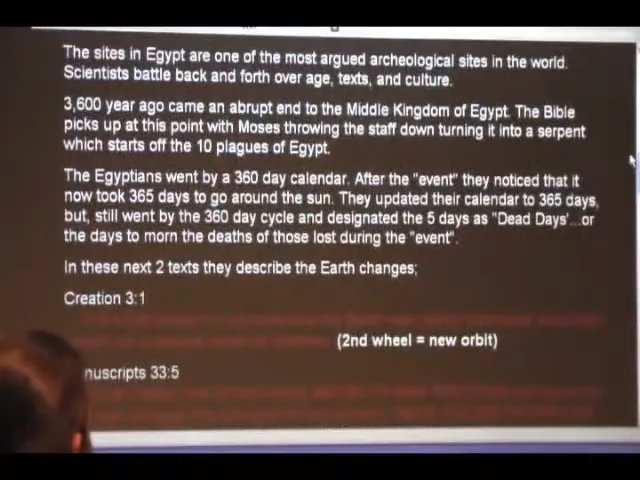 The sites in Egypt are one of the most argued archeological sites in the world.
Scientists battle back and forth over age, texts, and culture.
3,600 year ago came an abrupt end to the Middle Kingdom of Egypt. The Bible
picks up at this point with Moses throwing the staff down turning it into a serpent
which starts off the 10 plagues of Egypt.
The Egyptians went by a 360 day calendar. After the "event" they noticed that it
now took 365 days to go around the sun. They updated their calendar to 365 days,
but, still went by the 360 day cycle and designated the 5 days as "Dead Days'...or
the days to morn the deaths of those lost during the "event".
In these next 2 texts they describe the Earth changes;
Creation 3:1
(2nd wheel = new orbit)
nuscripts 33:5